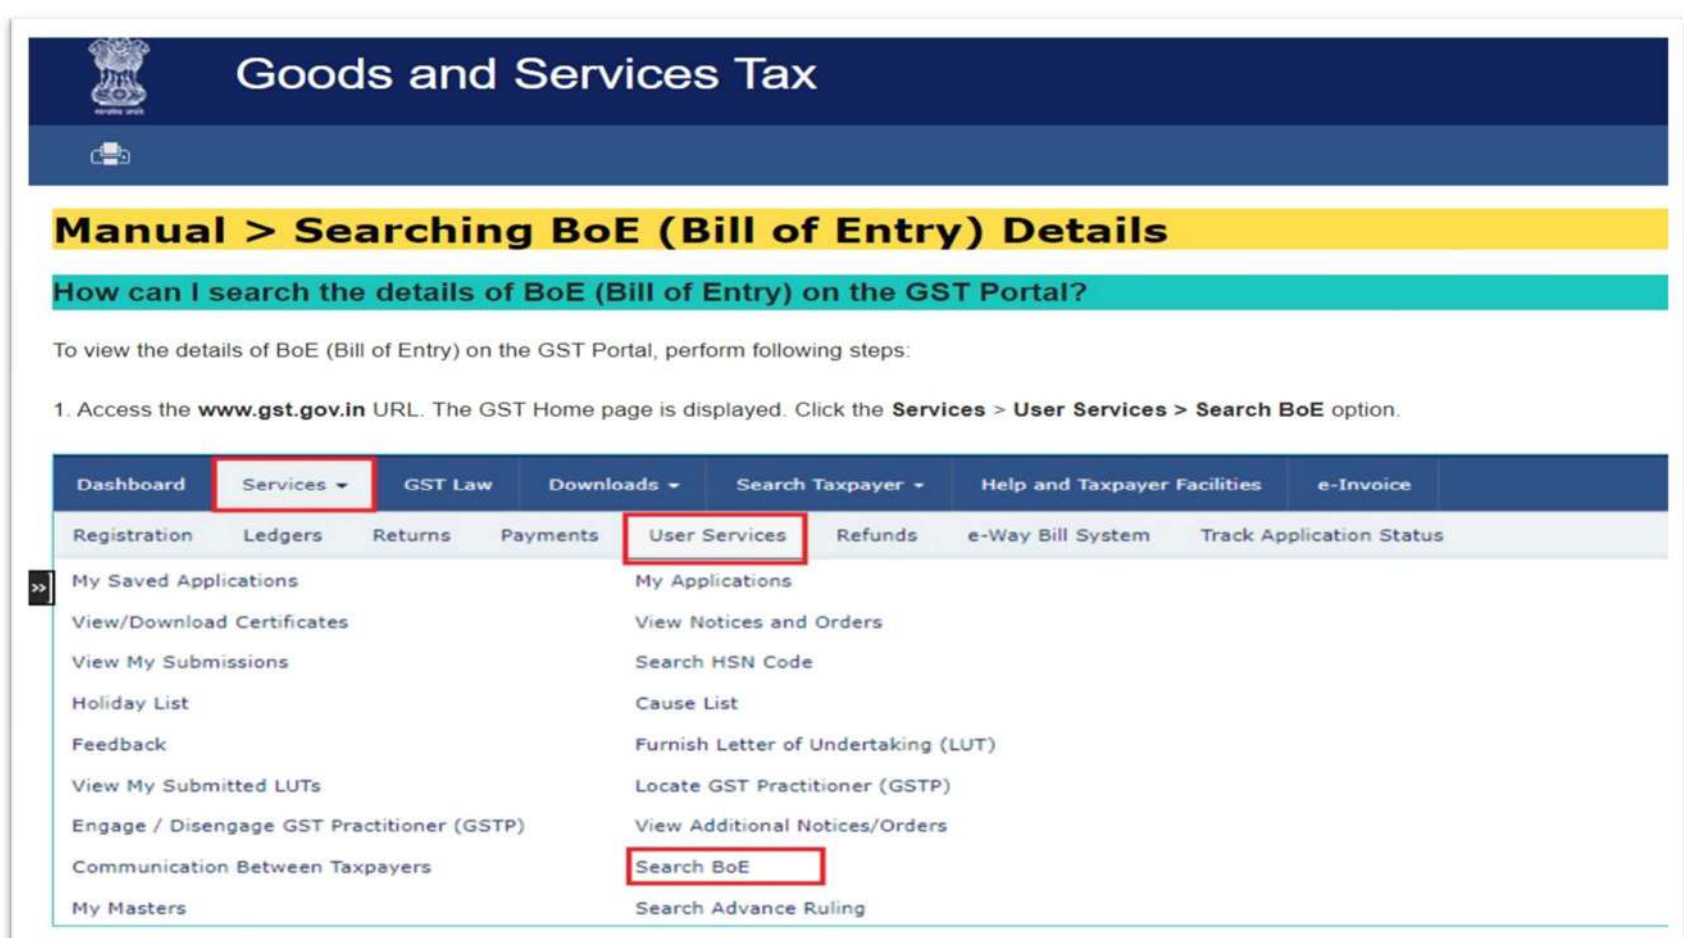 Goods and Services Tax
Manual > Searching BoE (Bill of Entry) Details
How can I search the details of BoE (Bill of Entry) on the GST Portal?
To view the details of BoE (Bill of Entry) on the GST Portal, perform following steps:
1. Access the www.gst.gov.in URL. The GST Home page is displayed. Click the Services > User Services > Search BoE option.
Dashboard Services GST Law Downloads Search Taxpayer Help and Taxpayer Facilities e-Invoice
Registration Ledgers Returns Payments User Services Refunds e-Way Bill System Track Application Status
My Saved Applications My Applications
View/Download Certificates View Notices and Orders
View My Submissions Search HSN Code
Holiday List Cause List
Feedback Furnish Letter of Undertaking (LUT)
View My Submitted LUTs Locate GST Practitioner (GSTP)
Engage / Disengage GST Practitioner (GSTP) View Additional Notices/Orders
Communication Between Taxpayers Search BoE
My Masters Search Advance Ruling